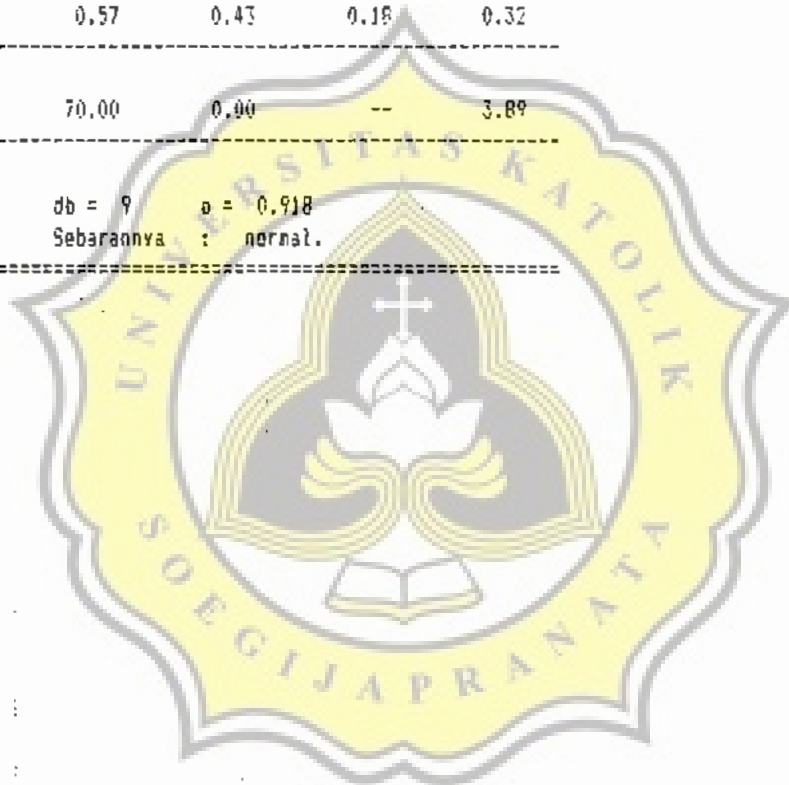 0.57 0.43 0.18 0.32
70.00 0.00 -- 3.89
db = 9 p = 0.918
Sebarannya : normal.
UNIVERSITAS KATOLIK
SOEGIJAPRANATA